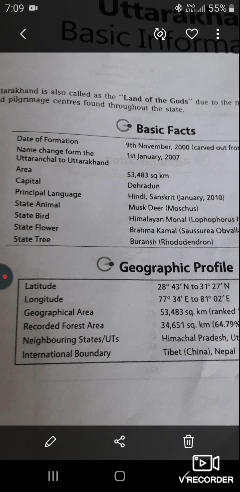 7:09
55%
Uttarakha
Basic Informa
tarakhand is also called as the "Land of the Gods" due to the
d pilgrimage centres found throughout the state.
Basic Facts
Date of Formation 9th November, 2000 (carved out from
Name change form the
Uttaranchal to Uttarakhand 1st January, 2007
Area 53,483 sq km
Capital Dehradun
Principal Language Hindi, Sanskrit (January, 2010)
State Animal Musk Deer (Moschus)
State Bird Himalayan Monal (Lophophorus
State Flower Brahma Kamal (Saussurea Obvall
State Tree Buransh (Rhododendron)
Geographic Profile
Latitude 28° 43' N to 31° 27' N
Longitude 77° 34' E to 81° 02' E
Geographical Area 53,483 sq. km (ranked
Recorded Forest Area 34,651 sq. km (64.79%
Neighbouring States/UTs Himachal Pradesh, Ut
International Boundary Tibet (China), Nepal
V RECORDER